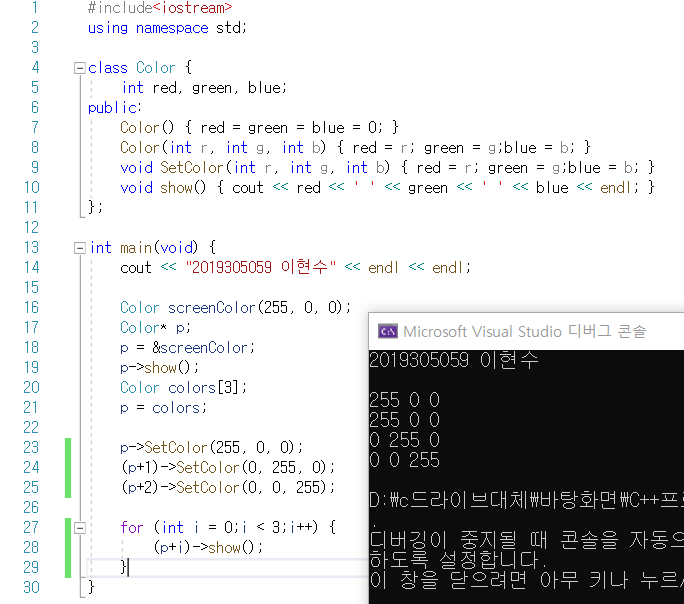 1 #include<iostream>
2 using namespace std;
3
4 class Color {
5 int red, green, blue;
6 public:
7 Color() { red = green = blue = 0; }
8 Color(int r, int g, int b) { red = r; green = g;blue = b; }
9 void SetColor(int r, int g, int b) { red = r; green = g;blue = b; }
10 void show() { cout << red << ' ' << green << ' ' << blue << endl; }
11 };
12
13 int main(void) {
14 cout << "2019305059 이현수" << endl << endl;
15
16 Color screenColor(255, 0, 0);
17 Color* p;
18 p = &screenColor;
19 p->show();
20 Color colors[3];
21 p = colors;
22
23 p->SetColor(255, 0, 0);
24 (p+1)->SetColor(0, 255, 0);
25 (p+2)->SetColor(0, 0, 255);
26
27 for (int i = 0;i < 3;i++) {
28 (p+i)->show();
29 }
30 }
Microsoft Visual Studio 디버그 콘솔
2019305059 이현수
255 0 0
255 0 0
0 255 0
0 0 255
D:\c드라이브대체\바탕화면\C++프로
.
디버깅이 중지될 때 콘솔을 자동으
하도록 설정합니다.
이 창을 닫으려면 아무 키나 누르